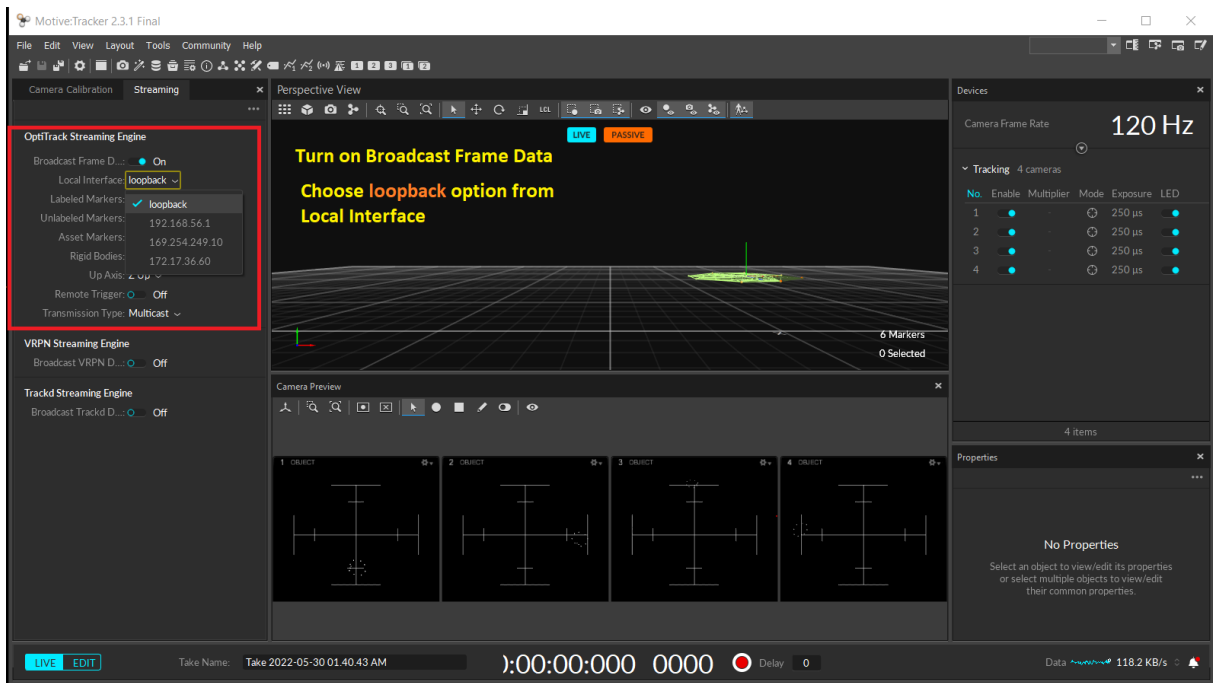 Motive:Tracker 2.3.1 Final
File Edit View Layout Tools Community Help
1 2 3
Camera Calibration Streaming
OptiTrack Streaming Engine
Broadcast Frame D...: On
Local Interface: loopback
Labeled Markers:
loopback
Unlabeled Markers:
192.168.56.1
Asset Markers:
169.254.249.10
Rigid Bodies:
172.17.36.60
Up Axis: Z Up
Remote Trigger: Off
Transmission Type: Multicast
VRPN Streaming Engine
Broadcast VRPN D...: Off
Trackd Streaming Engine
Broadcast Trackd D...: Off
Perspective View
LCL
LIVE PASSIVE
Turn on Broadcast Frame Data
Choose loopback option from
Local Interface
6 Markers
0 Selected
Camera Preview
1 OBJECT 2 OBJECT 3 OBJECT 4 OBJECT
Devices
Camera Frame Rate 120 Hz
Tracking 4 cameras
No. Enable Multiplier Mode Exposure LED
1 - 250 µs
2 - 250 µs
3 - 250 µs
4 - 250 µs
4 items
Properties
No Properties
Select an object to view/edit its properties
or select multiple objects to view/edit
their common properties.
LIVE EDIT Take Name: Take 2022-05-30 01.40.43 AM ):00:00:000 0000 Delay 0 Data 118.2 KB/s